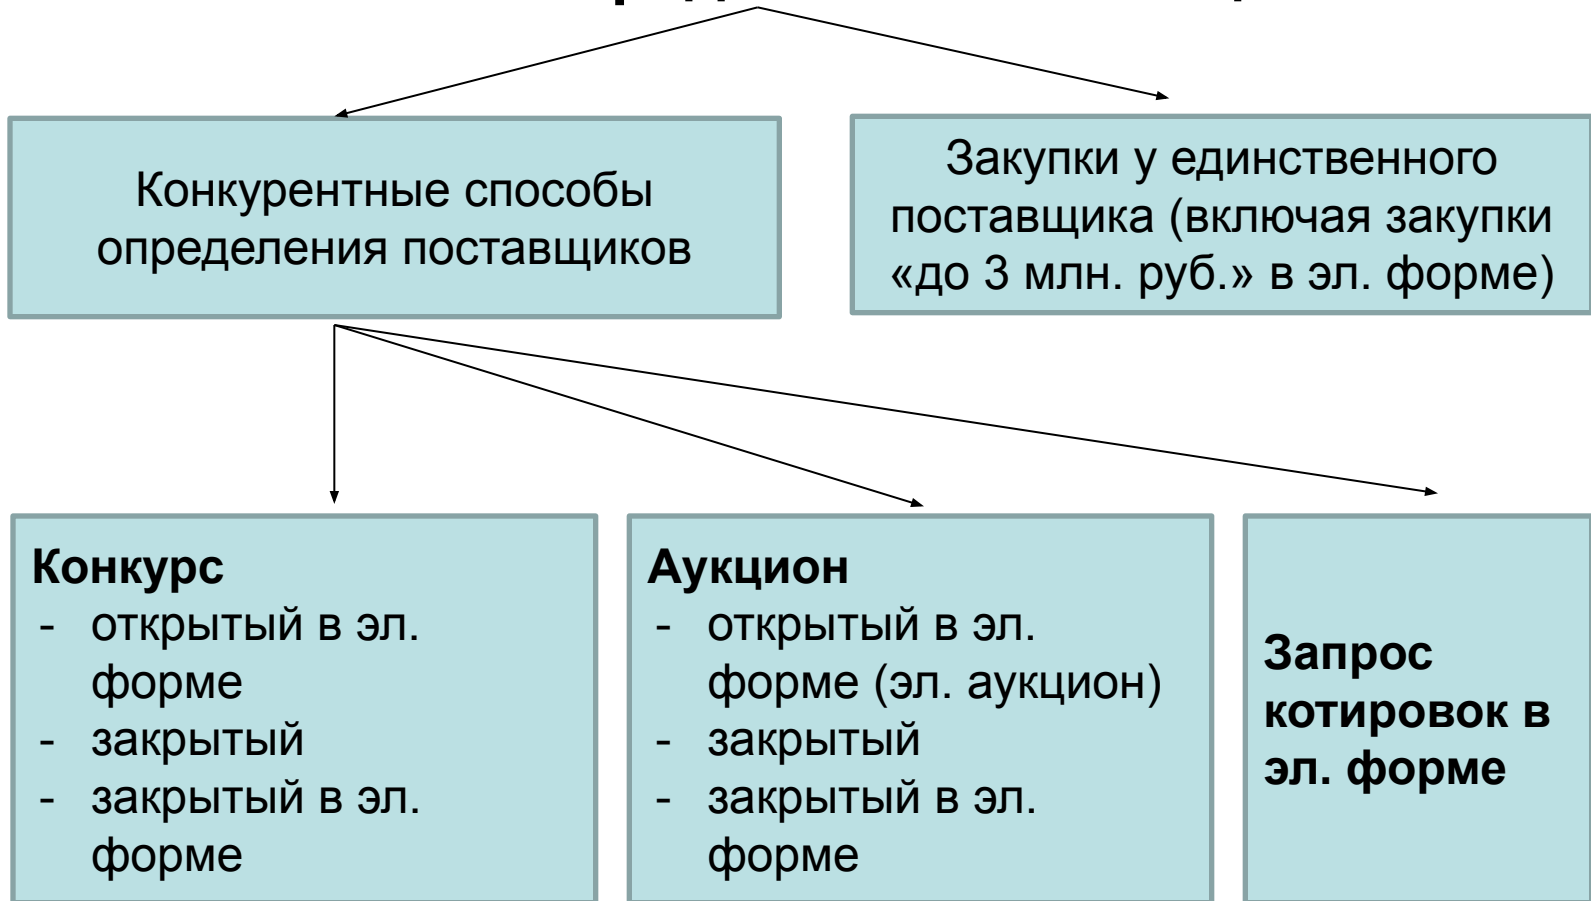 Конкурентные способы
определения поставщиков
Закупки у единственного
поставщика (включая закупки
«до 3 млн. руб.» в эл. форме)
Конкурс
- открытый в эл.
форме
- закрытый
- закрытый в эл.
форме
Аукцион
- открытый в эл.
форме (эл. аукцион)
- закрытый
- закрытый в эл.
форме
Запрос
котировок в
эл. форме